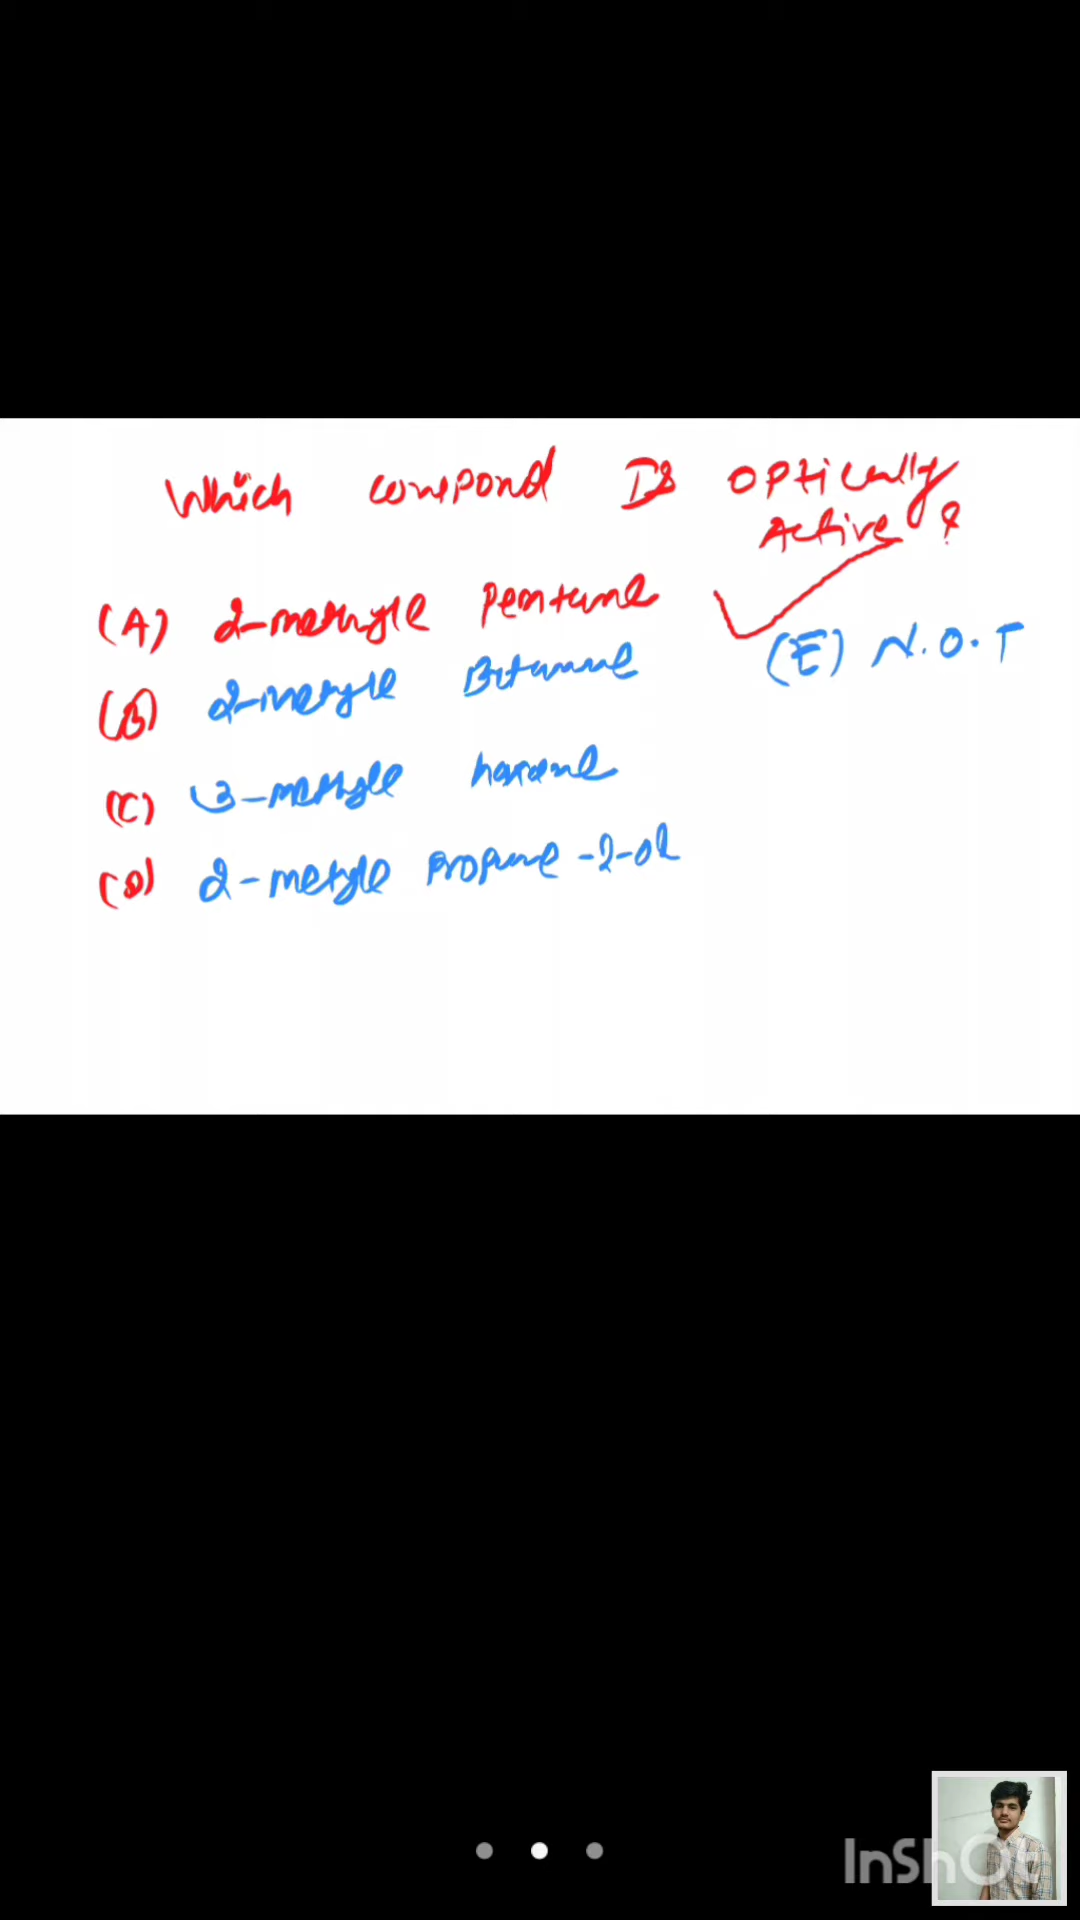 Which compond Is optically
Active ?
(A) 2-methyle Pentane
(E) N.O.T
(B) 2-metyle Butanne
(C) 3-methyle hexane
(D) 2-metyle Propane-2-ol
InShOt